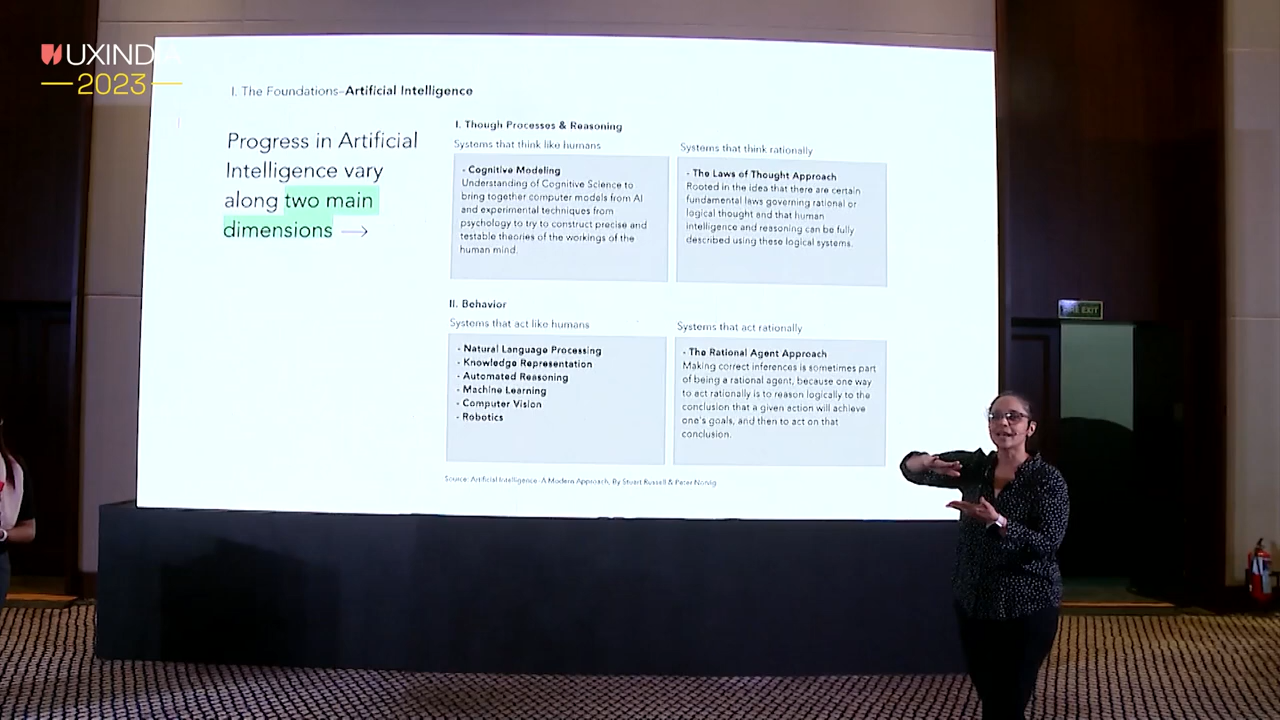 UXINDIA
2023
I. The Foundations–Artificial Intelligence
Progress in Artificial
Intelligence vary
along two main
dimensions →
I. Though Processes & Reasoning
Systems that think like humans
- Cognitive Modeling
Understanding of Cognitive Science to
bring together computer models from AI
and experimental techniques from
psychology to try to construct precise and
testable theories of the workings of the
human mind.
Systems that think rationally
- The Laws of Thought Approach
Rooted in the idea that there are certain
fundamental laws governing rational or
logical thought and that human
intelligence and reasoning can be fully
described using these logical systems.
II. Behavior
Systems that act like humans
- Natural Language Processing
- Knowledge Representation
- Automated Reasoning
- Machine Learning
- Computer Vision
- Robotics
Systems that act rationally
- The Rational Agent Approach
Making correct inferences is sometimes part
of being a rational agent, because one way
to act rationally is to reason logically to the
conclusion that a given action will achieve
one's goals, and then to act on that
conclusion.
Source: Artificial Intelligence: A Modern Approach, By Stuart Russell & Peter Norvig
FIRE EXIT